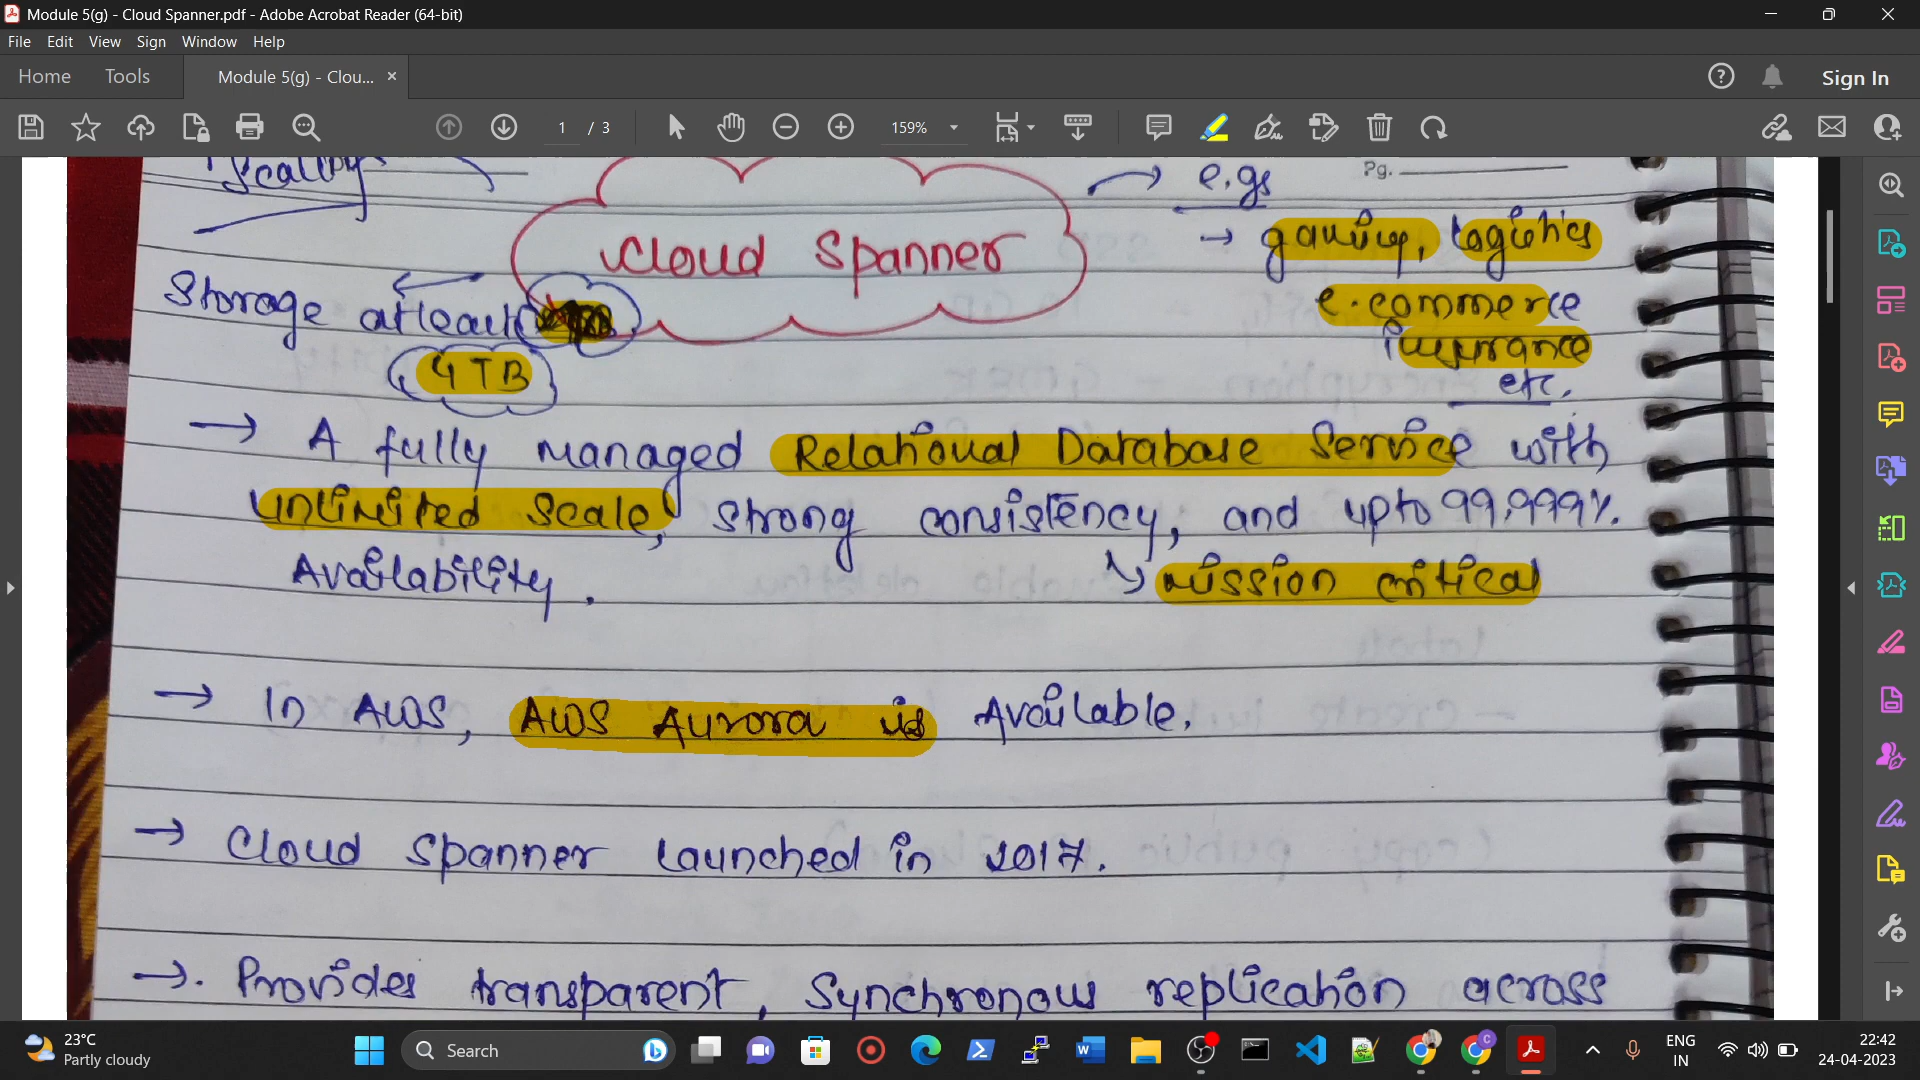 Module 5(g) - Cloud Spanner.pdf - Adobe Acrobat Reader (64-bit)
File Edit View Sign Window Help
Home Tools Module 5(g) - Clou... × Sign In
1 / 3 159%
Scaling
e.gs Pg.
Cloud Spanner
→ gaming, logistics
e.commerce
insurance
etc.
Storage atleast
4 TB
→ A fully managed Relational Database Service with
Unlimited Scale, strong consistency, and upto 99.999%
Availability.
mission critical
→ In AWS, AWS Aurora is Available.
→ Cloud Spanner launched in 2017.
→. Provides transparent, Synchronous replication across
23°C
Partly cloudy
Search
ENG
IN
22:42
24-04-2023